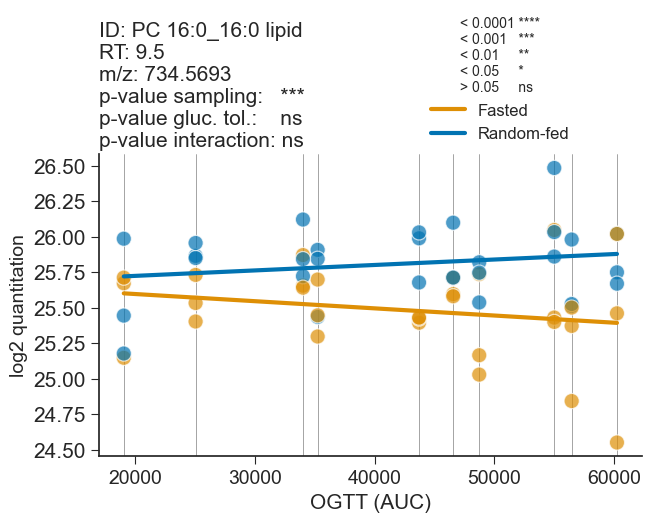 ID: PC 16:0_16:0 lipid
RT: 9.5
m/z: 734.5693
p-value sampling: ***
p-value gluc. tol.: ns
p-value interaction: ns
< 0.0001 ****
< 0.001 ***
< 0.01 **
< 0.05 *
> 0.05 ns
Fasted
Random-fed
log2 quantitation
26.50
26.25
26.00
25.75
25.50
25.25
25.00
24.75
24.50
20000 30000 40000 50000 60000
OGTT (AUC)